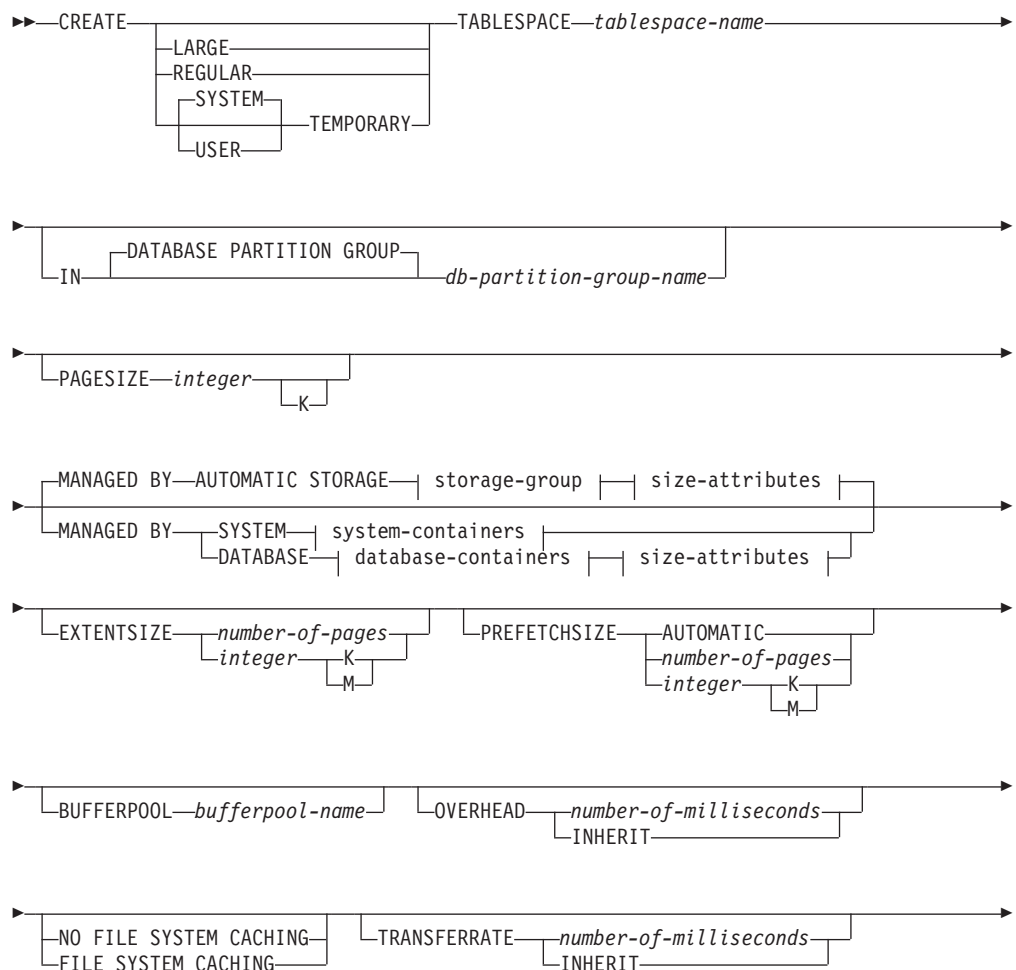 CREATE TABLESPACE tablespace-name
LARGE
REGULAR
SYSTEM
TEMPORARY
USER
DATABASE PARTITION GROUP
IN db-partition-group-name
PAGESIZE integer
K
MANAGED BY AUTOMATIC STORAGE storage-group size-attributes
MANAGED BY SYSTEM system-containers
DATABASE database-containers size-attributes
EXTENTSIZE number-of-pages PREFETCHSIZE AUTOMATIC
integer K number-of-pages
M integer K
M
BUFFERPOOL bufferpool-name OVERHEAD number-of-milliseconds
INHERIT
NO FILE SYSTEM CACHING TRANSFERRATE number-of-milliseconds
FILE SYSTEM CACHING INHERIT